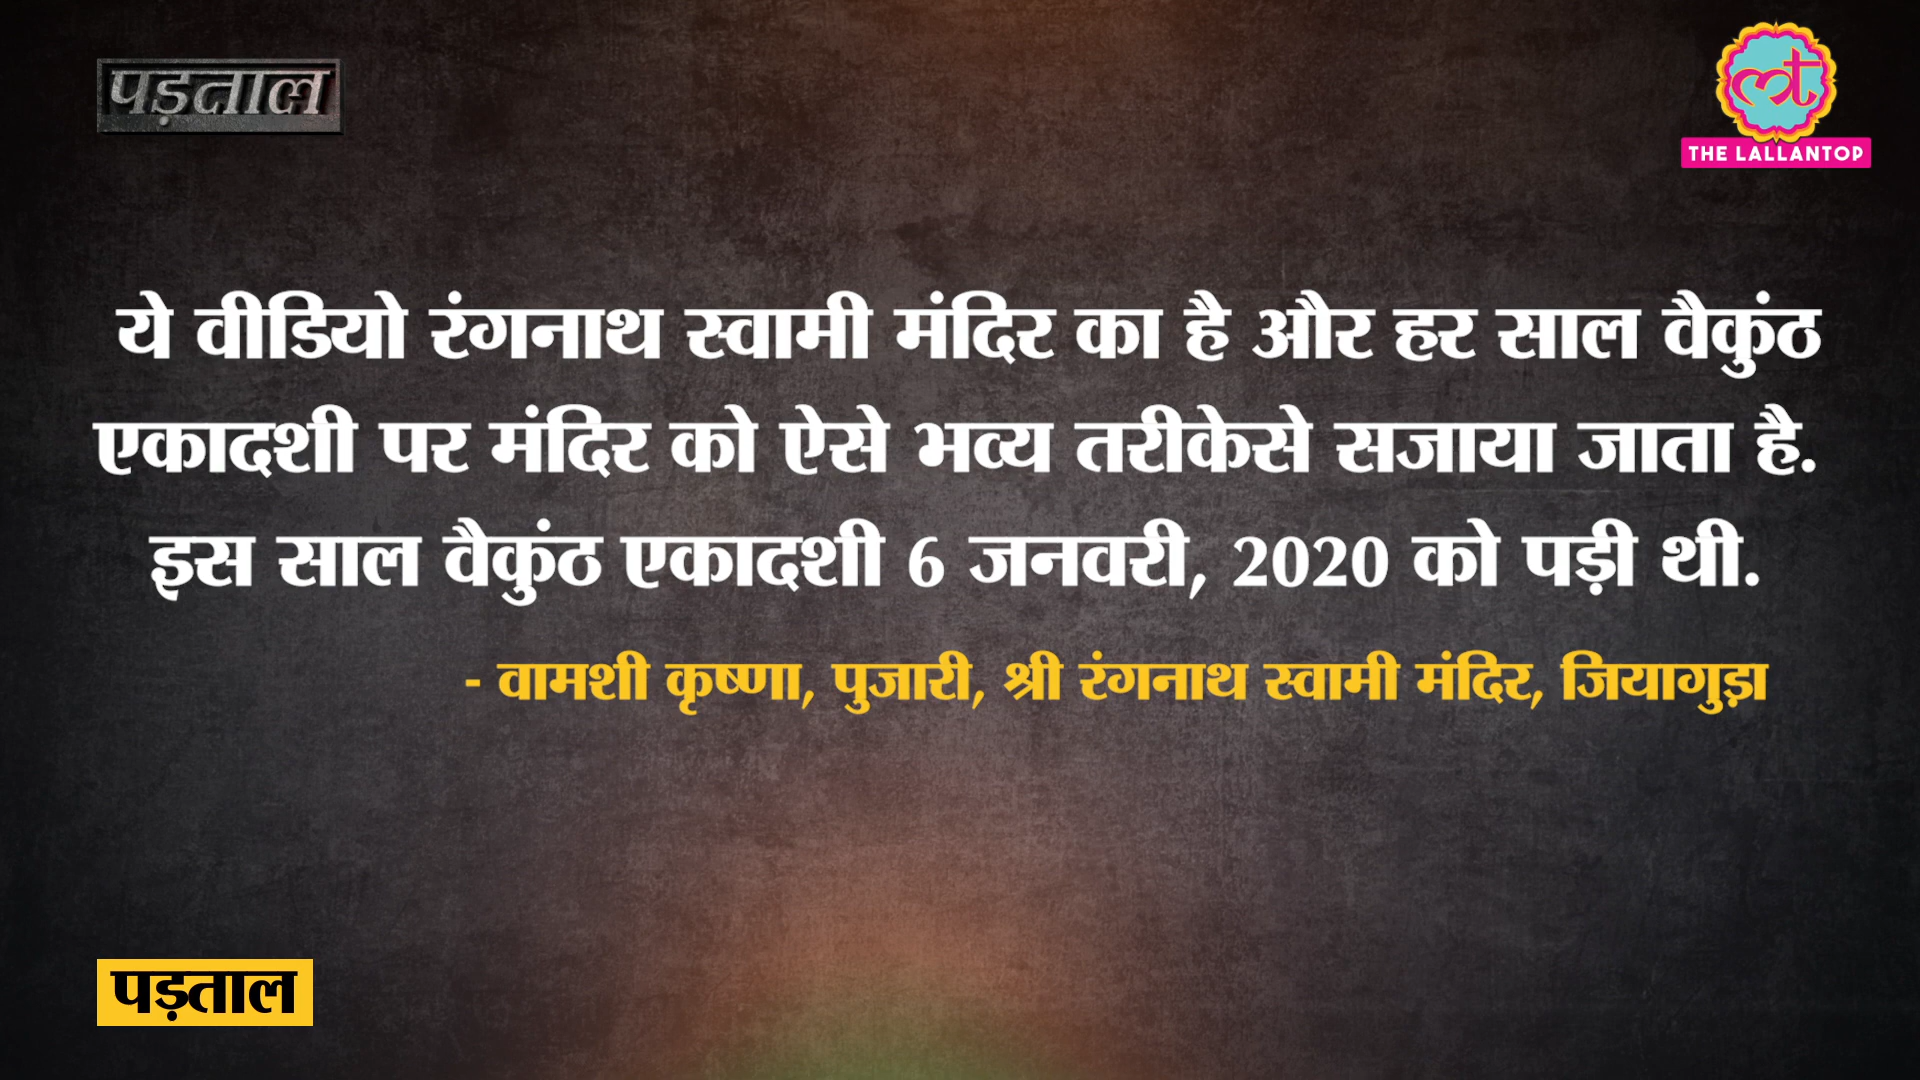 पड़ताल
THE LALLANTOP
ये वीडियो रंगनाथ स्वामी मंदिर का है और हर साल वैकुंठ
एकादशी पर मंदिर को ऐसे भव्य तरीकेसे सजाया जाता है.
इस साल वैकुंठ एकादशी 6 जनवरी, 2020 को पड़ी थी.
- वामशी कृष्णा, पुजारी, श्री रंगनाथ स्वामी मंदिर, जियागुड़ा
पड़ताल